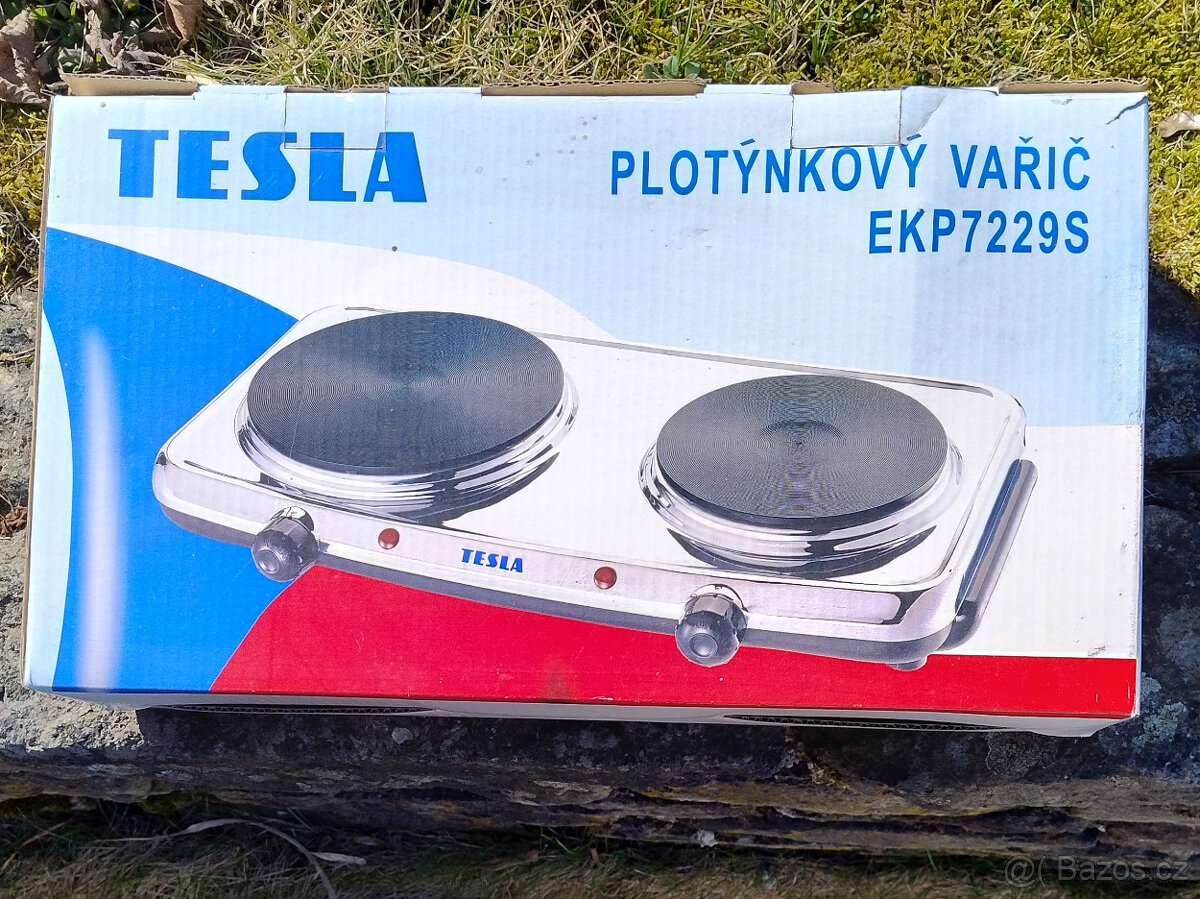 TESLA
PLOTÝNKOVÝ VAŘIČ
EKP7229S
TESLA
@( Bazos.cz